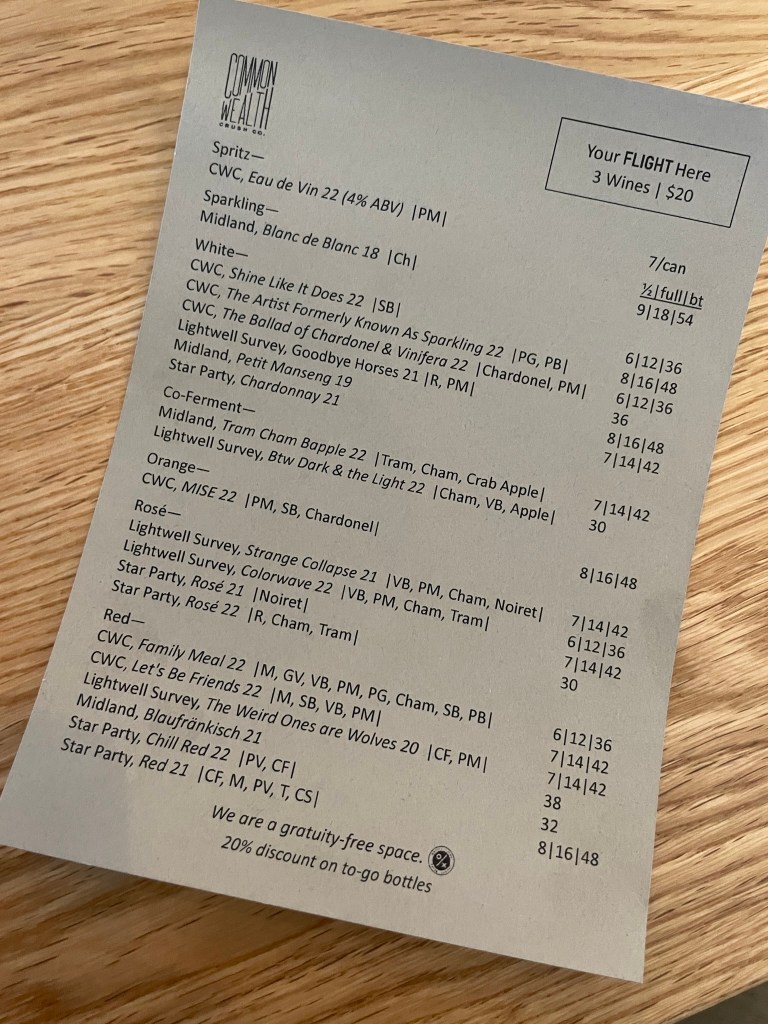 COMMON
WEALTH
CRUSH CO.
Your FLIGHT Here
3 Wines | $20
Spritz—
CWC, Eau de Vin 22 (4% ABV) |PM| 7/can
Sparkling— ½|full|bt
Midland, Blanc de Blanc 18 |Ch| 9|18|54
White—
CWC, Shine Like It Does 22 |SB| 6|12|36
CWC, The Artist Formerly Known As Sparkling 22 |PG, PB| 8|16|48
CWC, The Ballad of Chardonel & Vinifera 22 |Chardonel, PM| 6|12|36
Lightwell Survey, Goodbye Horses 21 |R, PM| 36
Midland, Petit Manseng 19 8|16|48
Star Party, Chardonnay 21 7|14|42
Co-Ferment—
Midland, Tram Cham Bapple 22 |Tram, Cham, Crab Apple| 7|14|42
Lightwell Survey, Btw Dark & the Light 22 |Cham, VB, Apple| 30
Orange—
CWC, MISE 22 |PM, SB, Chardonel| 8|16|48
Rosé—
Lightwell Survey, Strange Collapse 21 |VB, PM, Cham, Noiret| 7|14|42
Lightwell Survey, Colorwave 22 |VB, PM, Cham, Tram| 6|12|36
Star Party, Rosé 21 |Noiret| 7|14|42
Star Party, Rosé 22 |R, Cham, Tram| 30
Red—
CWC, Family Meal 22 |M, GV, VB, PM, PG, Cham, SB, PB| 6|12|36
CWC, Let's Be Friends 22 |M, SB, VB, PM| 7|14|42
Lightwell Survey, The Weird Ones are Wolves 20 |CF, PM| 7|14|42
Midland, Blaufränkisch 21 38
Star Party, Chill Red 22 |PV, CF| 32
Star Party, Red 21 |CF, M, PV, T, CS| 8|16|48
We are a gratuity-free space.
20% discount on to-go bottles